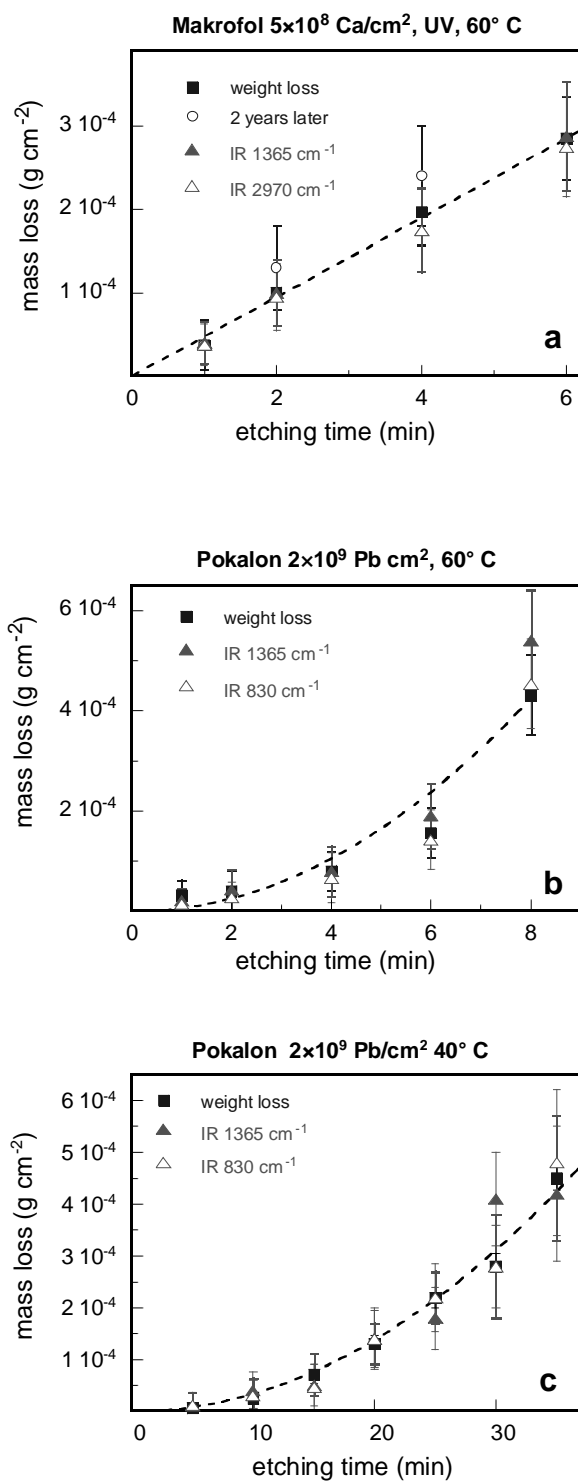 Makrofol 5×10⁸ Ca/cm², UV, 60° C
weight loss
2 years later
IR 1365 cm⁻¹
IR 2970 cm⁻¹
3 10⁻⁴
2 10⁻⁴
1 10⁻⁴
mass loss (g cm⁻²)
a
0 2 4 6
etching time (min)
Pokalon 2×10⁹ Pb cm², 60° C
weight loss
IR 1365 cm⁻¹
IR 830 cm⁻¹
6 10⁻⁴
4 10⁻⁴
2 10⁻⁴
mass loss (g cm⁻²)
b
0 2 4 6 8
etching time (min)
Pokalon 2×10⁹ Pb/cm² 40° C
weight loss
IR 1365 cm⁻¹
IR 830 cm⁻¹
6 10⁻⁴
5 10⁻⁴
4 10⁻⁴
3 10⁻⁴
2 10⁻⁴
1 10⁻⁴
mass loss (g cm⁻²)
c
0 10 20 30
etching time (min)